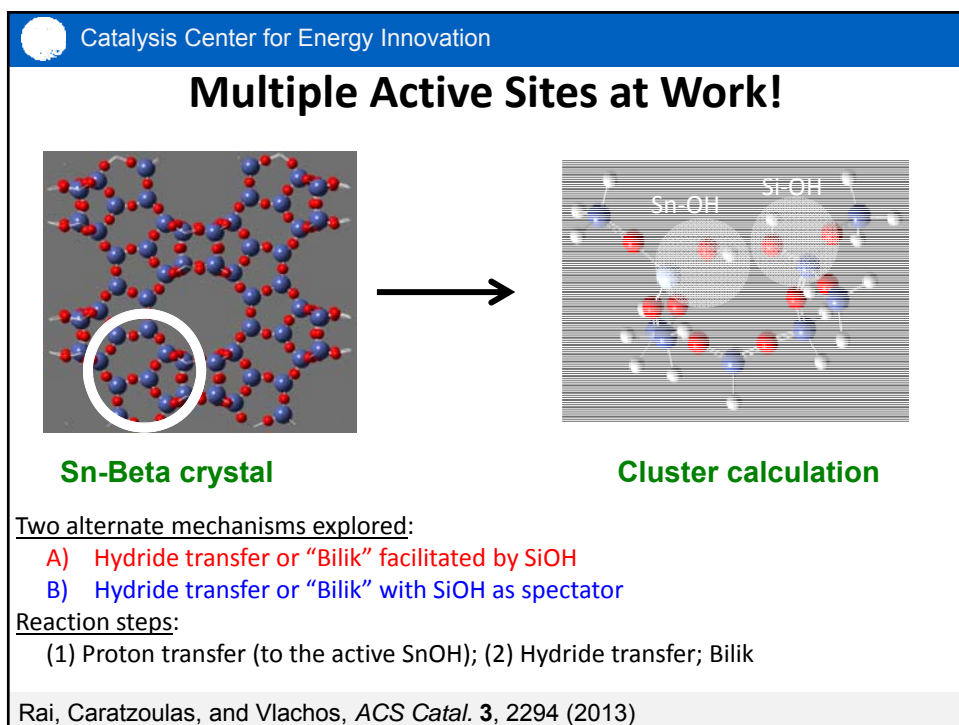 Catalysis Center for Energy Innovation
Multiple Active Sites at Work!
Sn-OH
Si-OH
Sn-Beta crystal
Cluster calculation
Two alternate mechanisms explored:
A) Hydride transfer or “Bilik” facilitated by SiOH
B) Hydride transfer or “Bilik” with SiOH as spectator
Reaction steps:
(1) Proton transfer (to the active SnOH); (2) Hydride transfer; Bilik
Rai, Caratzoulas, and Vlachos, ACS Catal. 3, 2294 (2013)